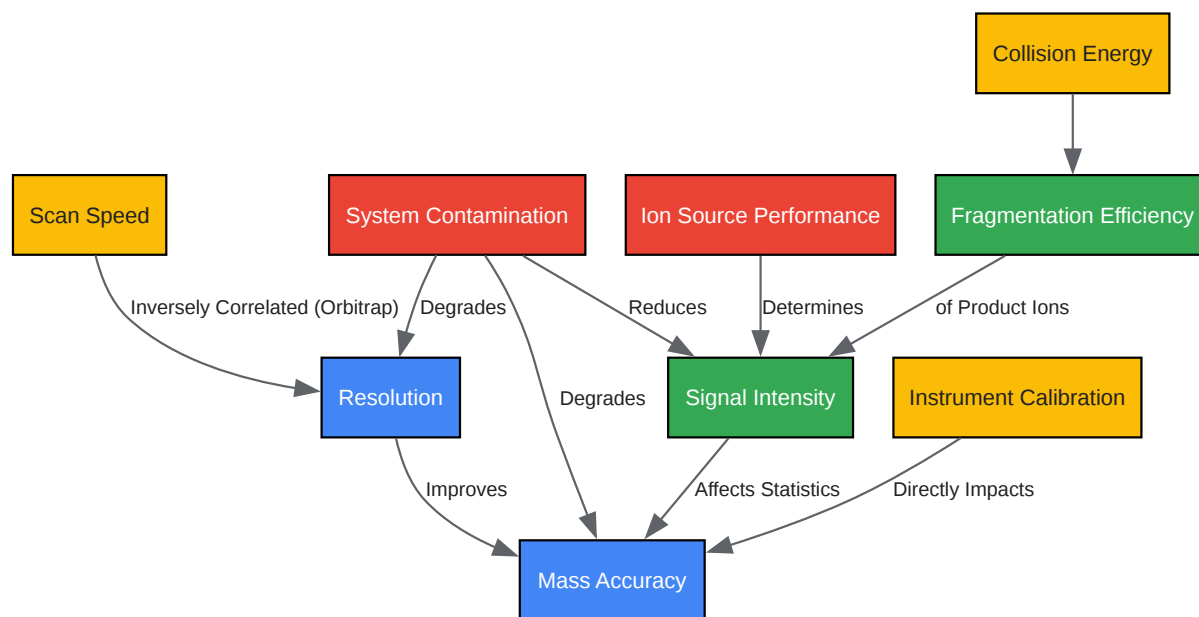 Collision Energy
Scan Speed
System Contamination
Ion Source Performance
Fragmentation Efficiency
Inversely Correlated (Orbitrap)
Degrades
Reduces
Determines
of Product Ions
Resolution
Degrades
Signal Intensity
Instrument Calibration
Improves
Affects Statistics
Directly Impacts
Mass Accuracy